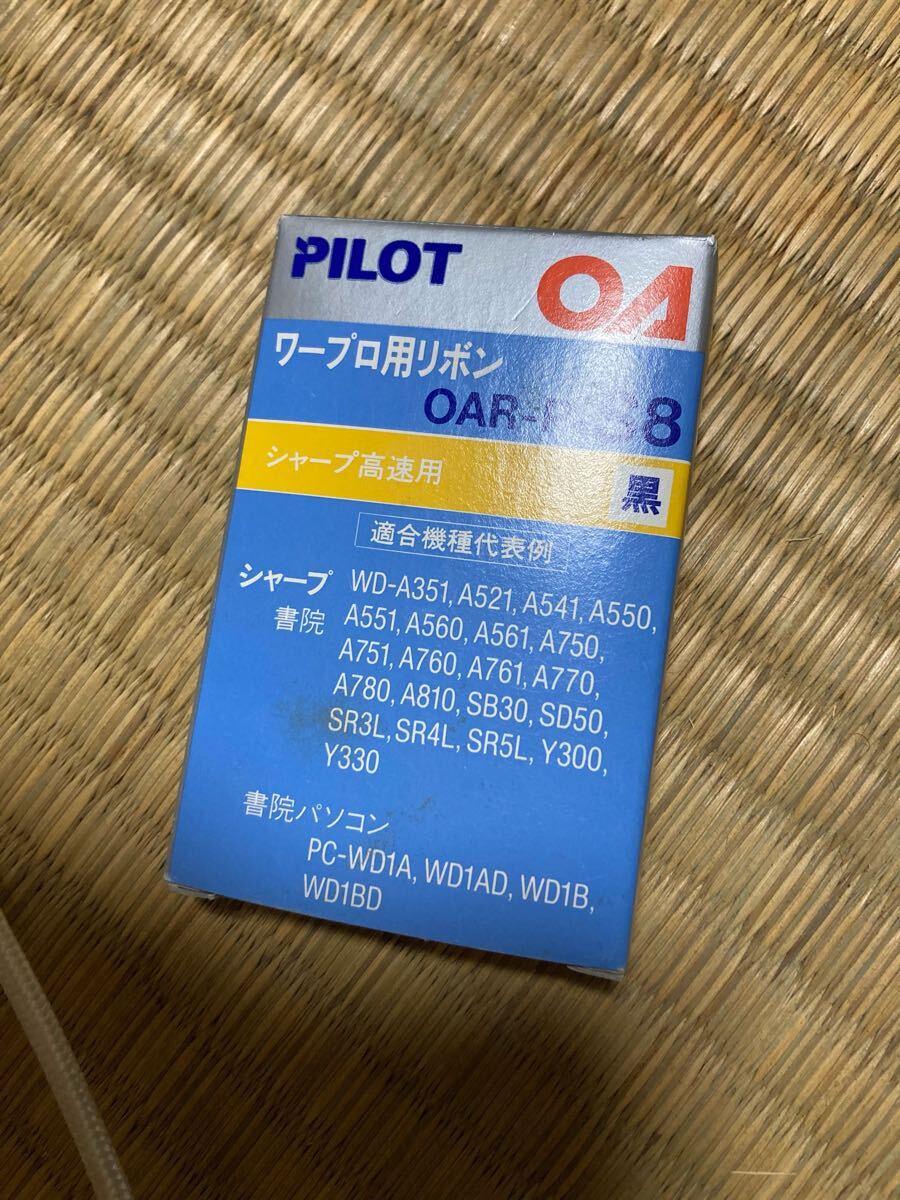 PILOT
OA
ワープロ用リボン
8
シャープ高速用
黒
適合機種代表例
シャープ WD-A351, A521, A541, A550,
書院 A551, A560, A561, A750,
A751, A760, A761, A770,
A780, A810, SB30, SD50,
SR3L, SR4L, SR5L, Y300,
Y330
書院パソコン
PC-WD1A, WD1AD, WD1B,
WD1BD